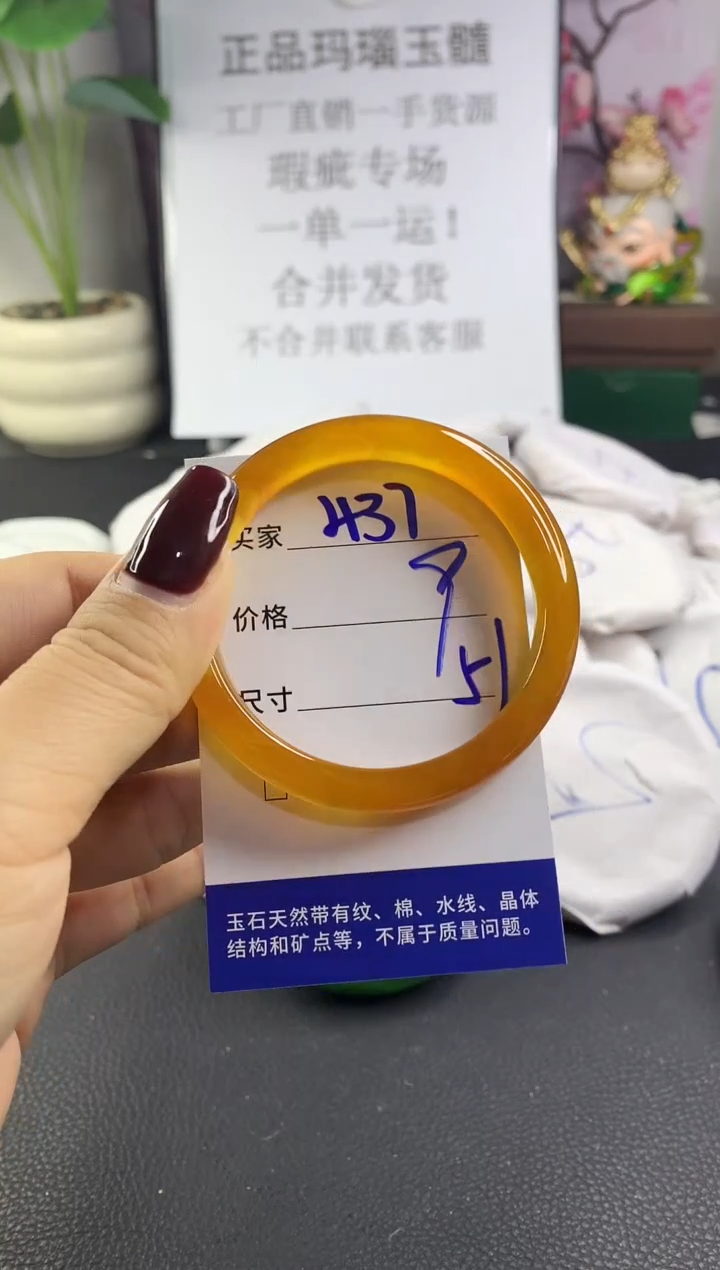 正品玛瑙玉髓
工厂直销一手货源
瑕疵专场
一单一运！
合并发货
不合并联系客服
买家 437
价格 9
尺寸 51
玉石天然带有纹、棉、水线、晶体
结构和矿点等，不属于质量问题。